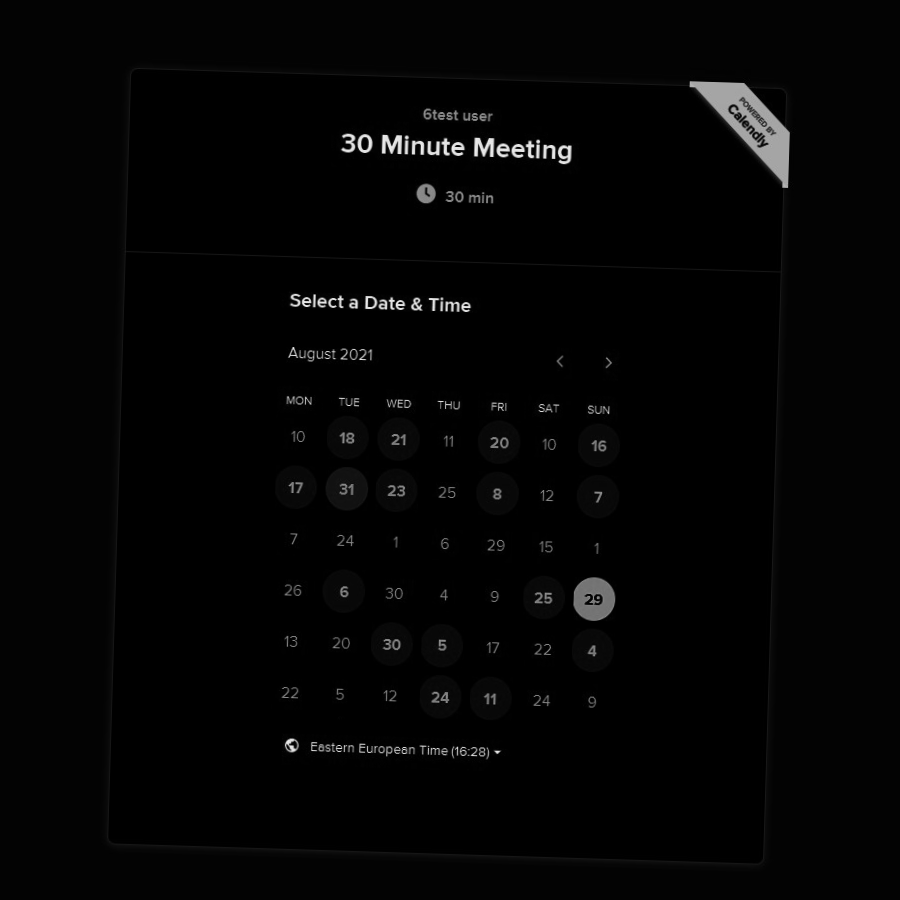 POWERED BY
Calendly
6test user
30 Minute Meeting
30 min
Select a Date & Time
August 2021
MON TUE WED THU FRI SAT SUN
10 18 21 11 20 10 16
17 31 23 25 8 12 7
7 24 1 6 29 15 1
26 6 30 4 9 25 29
13 20 30 5 17 22 4
22 5 12 24 11 24 9
Eastern European Time (16:28)